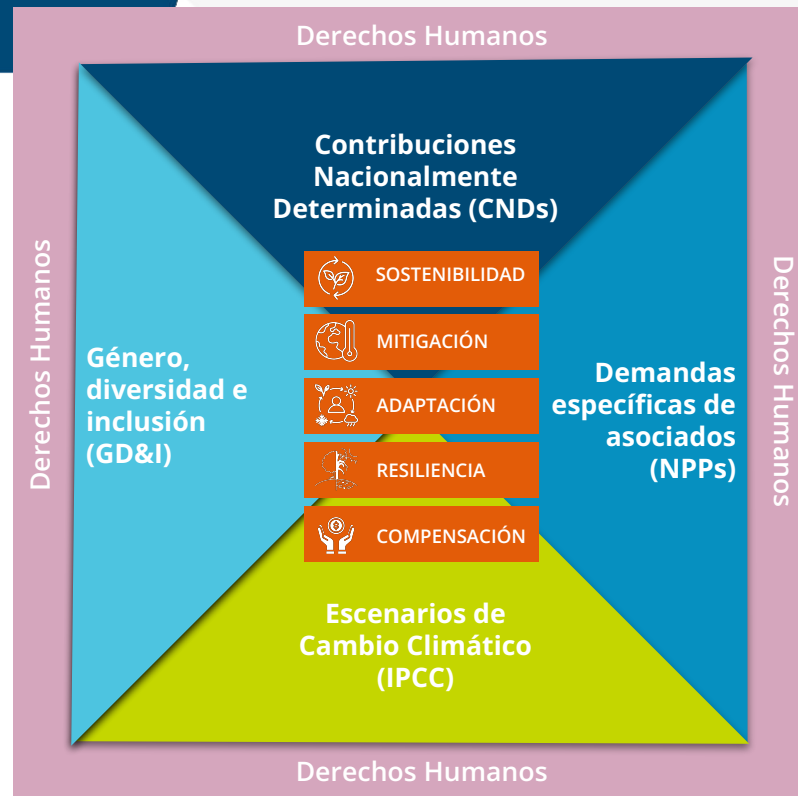 Derechos Humanos
Contribuciones
Nacionalmente
Determinadas (CNDs)
SOSTENIBILIDAD
MITIGACIÓN
ADAPTACIÓN
RESILIENCIA
COMPENSACIÓN
Derechos Humanos
Género,
diversidad e
inclusión
(GD&I)
Demandas
específicas de
asociados
(NPPs)
Derechos Humanos
Escenarios de
Cambio Climático
(IPCC)
Derechos Humanos